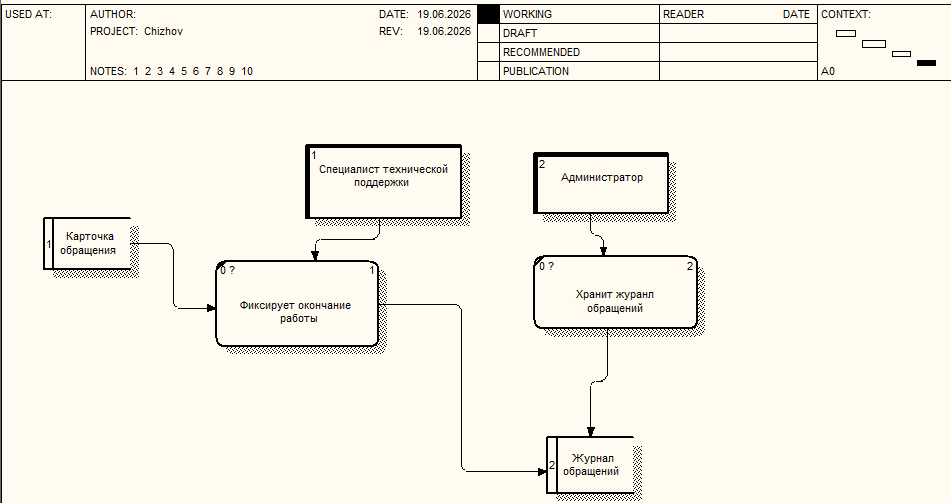 USED AT:
AUTHOR:
DATE: 19.06.2026
WORKING
READER DATE
CONTEXT:
PROJECT: Chizhov
REV: 19.06.2026
DRAFT
RECOMMENDED
NOTES: 1 2 3 4 5 6 7 8 9 10
PUBLICATION
A0
1
Специалист технической
поддержки
2
Администратор
1
Карточка
обращения
0 ?
1
Фиксирует окончание
работы
0 ?
2
Хранит журанл
обращений
2
Журнал
обращений